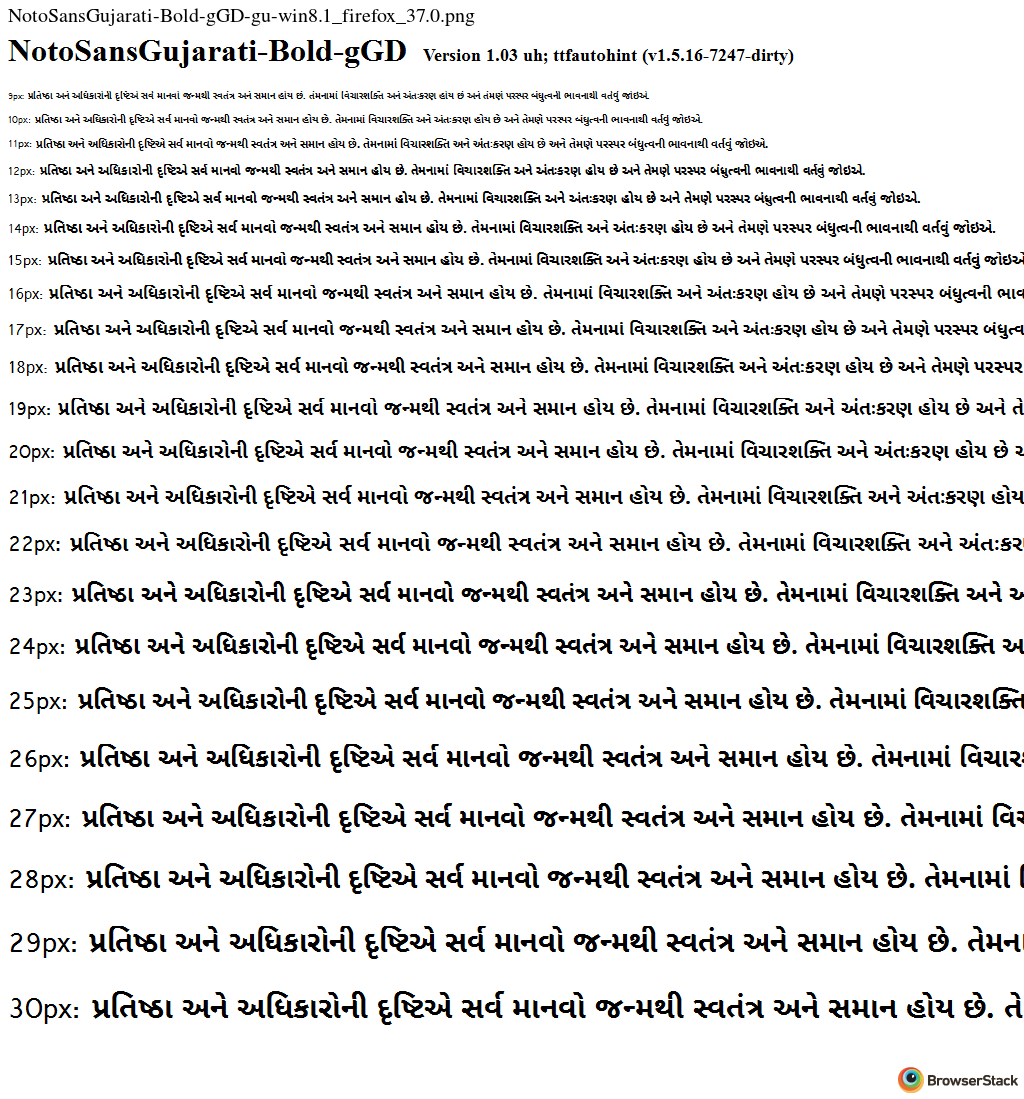 NotoSansGujarati-Bold-gGD-gu-win8.1_firefox_37.0.png
NotoSansGujarati-Bold-gGD Version 1.03 uh; ttfautohint (v1.5.16-7247-dirty)
9px: પ્રતિષ્ઠા અને અધિકારોની દૃષ્ટિએ સર્વ માનવો જન્મથી સ્વતંત્ર અને સમાન હોય છે. તેમનામાં વિચારશક્તિ અને અંતઃકરણ હોય છે અને તેમણે પરસ્પર બંધુત્વની ભાવનાથી વર્તવું જોઇએ.
10px: પ્રતિષ્ઠા અને અધિકારોની દૃષ્ટિએ સર્વ માનવો જન્મથી સ્વતંત્ર અને સમાન હોય છે. તેમનામાં વિચારશક્તિ અને અંતઃકરણ હોય છે અને તેમણે પરસ્પર બંધુત્વની ભાવનાથી વર્તવું જોઇએ.
11px: પ્રતિષ્ઠા અને અધિકારોની દૃષ્ટિએ સર્વ માનવો જન્મથી સ્વતંત્ર અને સમાન હોય છે. તેમનામાં વિચારશક્તિ અને અંતઃકરણ હોય છે અને તેમણે પરસ્પર બંધુત્વની ભાવનાથી વર્તવું જોઇએ.
12px: પ્રતિષ્ઠા અને અધિકારોની દૃષ્ટિએ સર્વ માનવો જન્મથી સ્વતંત્ર અને સમાન હોય છે. તેમનામાં વિચારશક્તિ અને અંતઃકરણ હોય છે અને તેમણે પરસ્પર બંધુત્વની ભાવનાથી વર્તવું જોઇએ.
13px: પ્રતિષ્ઠા અને અધિકારોની દૃષ્ટિએ સર્વ માનવો જન્મથી સ્વતંત્ર અને સમાન હોય છે. તેમનામાં વિચારશક્તિ અને અંતઃકરણ હોય છે અને તેમણે પરસ્પર બંધુત્વની ભાવનાથી વર્તવું જોઇએ.
14px: પ્રતિષ્ઠા અને અધિકારોની દૃષ્ટિએ સર્વ માનવો જન્મથી સ્વતંત્ર અને સમાન હોય છે. તેમનામાં વિચારશક્તિ અને અંતઃકરણ હોય છે અને તેમણે પરસ્પર બંધુત્વની ભાવનાથી વર્તવું જોઇએ.
15px: પ્રતિષ્ઠા અને અધિકારોની દૃષ્ટિએ સર્વ માનવો જન્મથી સ્વતંત્ર અને સમાન હોય છે. તેમનામાં વિચારશક્તિ અને અંતઃકરણ હોય છે અને તેમણે પરસ્પર બંધુત્વની ભાવનાથી વર્તવું જોઇએ
16px: પ્રતિષ્ઠા અને અધિકારોની દૃષ્ટિએ સર્વ માનવો જન્મથી સ્વતંત્ર અને સમાન હોય છે. તેમનામાં વિચારશક્તિ અને અંતઃકરણ હોય છે અને તેમણે પરસ્પર બંધુત્વની
17px: પ્રતિષ્ઠા અને અધિકારોની દૃષ્ટિએ સર્વ માનવો જન્મથી સ્વતંત્ર અને સમાન હોય છે. તેમનામાં વિચારશક્તિ અને અંતઃકરણ હોય છે અને તેમણે પરસ્પર
18px: પ્રતિષ્ઠા અને અધિકારોની દૃષ્ટિએ સર્વ માનવો જન્મથી સ્વતંત્ર અને સમાન હોય છે. તેમનામાં વિચારશક્તિ અને અંતઃકરણ હોય છે અને તેમણે પરસ્પર
19px: પ્રતિષ્ઠા અને અધિકારોની દૃષ્ટિએ સર્વ માનવો જન્મથી સ્વતંત્ર અને સમાન હોય છે. તેમનામાં વિચારશક્તિ અને અંતઃકરણ હોય છે અને તે
20px: પ્રતિષ્ઠા અને અધિકારોની દૃષ્ટિએ સર્વ માનવો જન્મથી સ્વતંત્ર અને સમાન હોય છે. તેમનામાં વિચારશક્તિ અને અંતઃકરણ હોય છે
21px: પ્રતિષ્ઠા અને અધિકારોની દૃષ્ટિએ સર્વ માનવો જન્મથી સ્વતંત્ર અને સમાન હોય છે. તેમનામાં વિચારશક્તિ અને અંતઃકરણ હોય
22px: પ્રતિષ્ઠા અને અધિકારોની દૃષ્ટિએ સર્વ માનવો જન્મથી સ્વતંત્ર અને સમાન હોય છે. તેમનામાં વિચારશક્તિ અને અંતઃકર
23px: પ્રતિષ્ઠા અને અધિકારોની દૃષ્ટિએ સર્વ માનવો જન્મથી સ્વતંત્ર અને સમાન હોય છે. તેમનામાં વિચારશક્તિ અને
24px: પ્રતિષ્ઠા અને અધિકારોની દૃષ્ટિએ સર્વ માનવો જન્મથી સ્વતંત્ર અને સમાન હોય છે. તેમનામાં વિચારશક્તિ અ
25px: પ્રતિષ્ઠા અને અધિકારોની દૃષ્ટિએ સર્વ માનવો જન્મથી સ્વતંત્ર અને સમાન હોય છે. તેમનામાં વિચારશક્તિ
26px: પ્રતિષ્ઠા અને અધિકારોની દૃષ્ટિએ સર્વ માનવો જન્મથી સ્વતંત્ર અને સમાન હોય છે. તેમનામાં વિચાર
27px: પ્રતિષ્ઠા અને અધિકારોની દૃષ્ટિએ સર્વ માનવો જન્મથી સ્વતંત્ર અને સમાન હોય છે. તેમનામાં વિચ
28px: પ્રતિષ્ઠા અને અધિકારોની દૃષ્ટિએ સર્વ માનવો જન્મથી સ્વતંત્ર અને સમાન હોય છે. તેમનામાં
29px: પ્રતિષ્ઠા અને અધિકારોની દૃષ્ટિએ સર્વ માનવો જન્મથી સ્વતંત્ર અને સમાન હોય છે. તેમના
30px: પ્રતિષ્ઠા અને અધિકારોની દૃષ્ટિએ સર્વ માનવો જન્મથી સ્વતંત્ર અને સમાન હોય છે. તે
BrowserStack